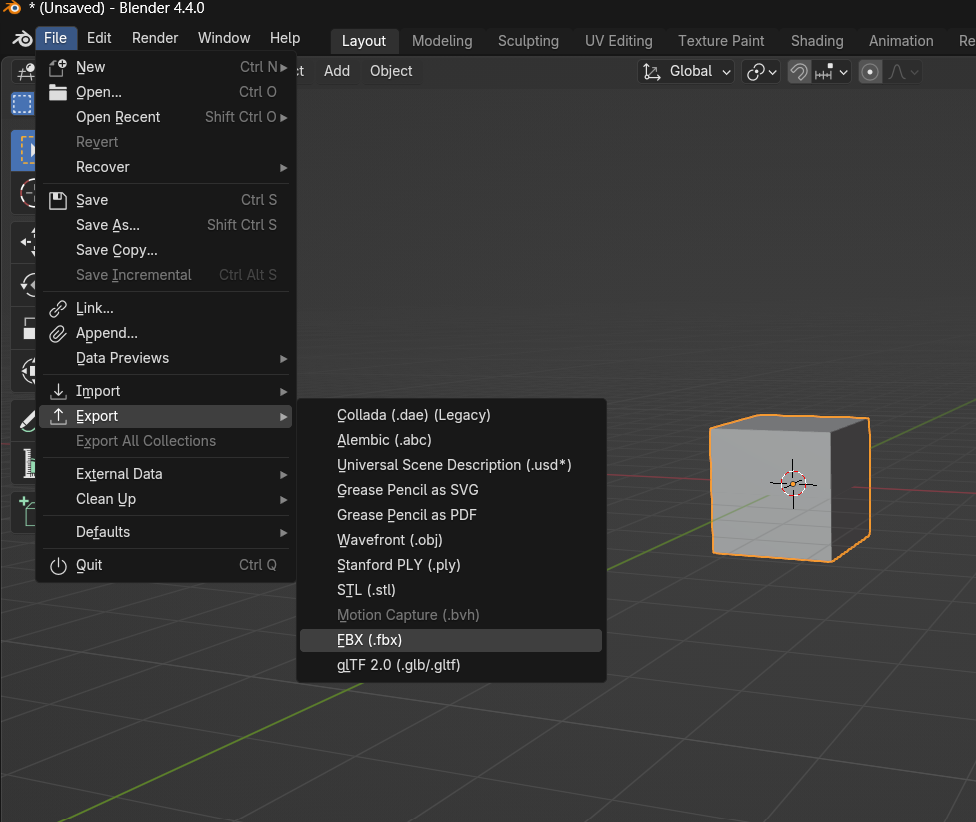 * (Unsaved) - Blender 4.4.0
File Edit Render Window Help Layout Modeling Sculpting UV Editing Texture Paint Shading Animation Re
ct Add Object Global
New Ctrl N
Open... Ctrl O
Open Recent Shift Ctrl O
Revert
Recover
Save Ctrl S
Save As... Shift Ctrl S
Save Copy...
Save Incremental Ctrl Alt S
Link...
Append...
Data Previews
Import
Export
Export All Collections
External Data
Clean Up
Defaults
Quit Ctrl Q
Collada (.dae) (Legacy)
Alembic (.abc)
Universal Scene Description (.usd*)
Grease Pencil as SVG
Grease Pencil as PDF
Wavefront (.obj)
Stanford PLY (.ply)
STL (.stl)
Motion Capture (.bvh)
FBX (.fbx)
glTF 2.0 (.glb/.gltf)